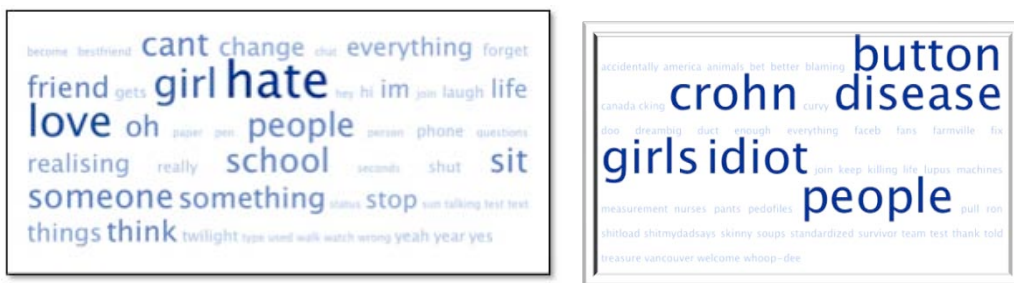 become bestfriend cant change chat everything forget
friend gets girl hate hey hi im join laugh life
love oh paper pen people person phone questions
realising really school seconds shut sit
someone something status stop sun talking test text
things think twilight type used walk watch wrong yeah year yes
accidentally america animals bet better blaming button
canada cking crohn curvy disease
doo dreambig duct enough everything faceb fans farmville fix
girls idiot join keep killing life lupus machines
measurement nurses pants pedofiles people pull ron
shitload shitmydadsays skinny soups standardized survivor team test thank told
treasure vancouver welcome whoop-dee